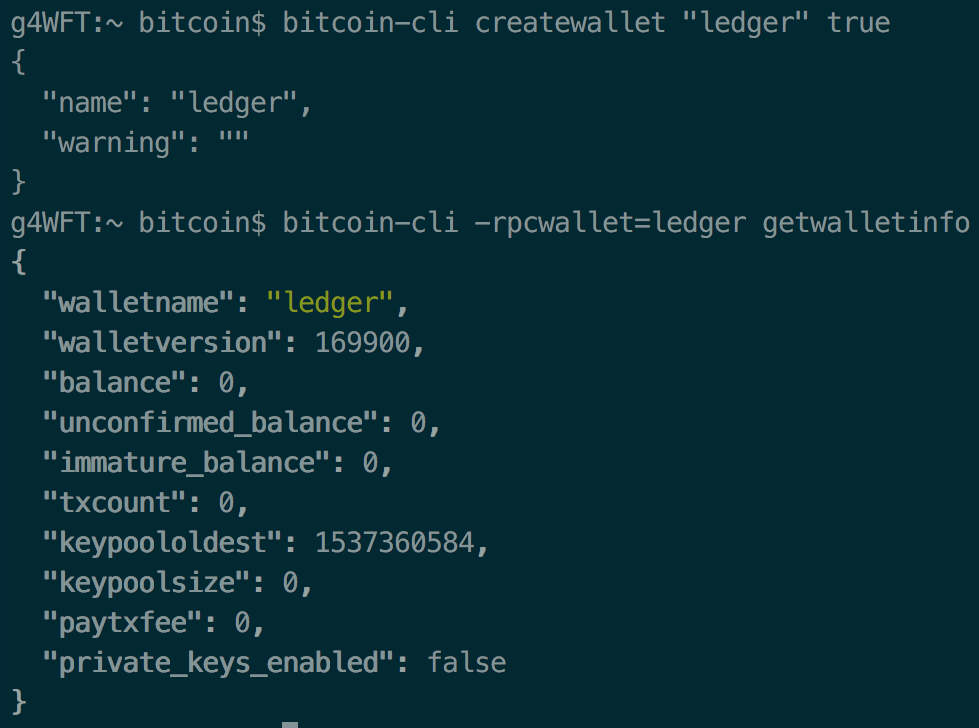 g4WFT:~ bitcoin$ bitcoin-cli createwallet "ledger" true
{
  "name": "ledger",
  "warning": ""
}
g4WFT:~ bitcoin$ bitcoin-cli -rpcwallet=ledger getwalletinfo
{
  "walletname": "ledger",
  "walletversion": 169900,
  "balance": 0,
  "unconfirmed_balance": 0,
  "immature_balance": 0,
  "txcount": 0,
  "keypoololdest": 1537360584,
  "keypoolsize": 0,
  "paytxfee": 0,
  "private_keys_enabled": false
}